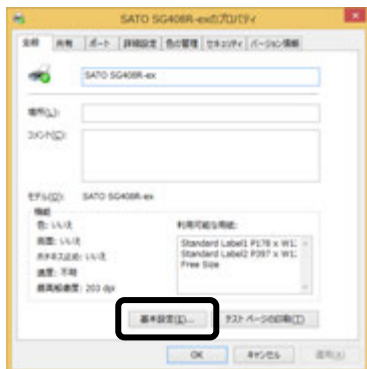 SATO SG408R-exのプロパティ
全般 共有 ポート 詳細設定 色の管理 セキュリティ バージョン情報
SATO SG408R-ex
場所(L):
コメント(C):
モデル(O): SATO SG408R-ex
機能
色: いいえ
両面: いいえ
ホチキス止め: いいえ
速度: 不明
最高解像度: 203 dpi
利用可能な用紙:
Standard Label1 P178 x W1
Standard Label2 P397 x W1
Free Size
基本設定(E)... テスト ページの印刷(T)
OK キャンセル 適用(A)